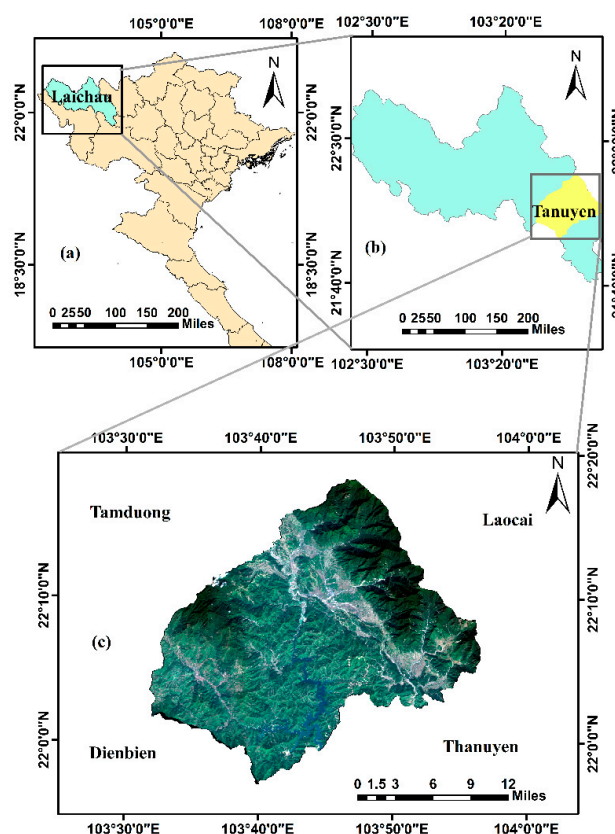 105°0'0"E 108°0'0"E
N
Laichau
22°0'0"N
22°0'0"N
18°30'0"N
18°30'0"N
(a)
0 25 50 100 150 200
Miles
105°0'0"E 108°0'0"E
102°30'0"E 103°20'0"E
N
22°30'0"N
Tanuyen
(b)
21°40'0"N
0 25 50 100 150 200
Miles
102°30'0"E 103°20'0"E
103°30'0"E 103°40'0"E 103°50'0"E 104°0'0"E
22°20'0"N
N
Tamduong
Laocai
22°10'0"N
22°10'0"N
(c)
22°0'0"N
22°0'0"N
Dienbien
Thanuyen
0 1.5 3 6 9 12
Miles
103°30'0"E 103°40'0"E 103°50'0"E 104°0'0"E